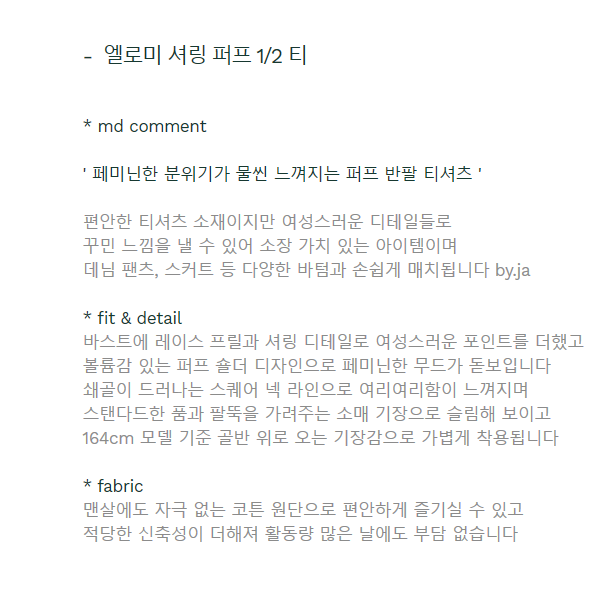 - 엘로미 셔링 퍼프 1/2 티
* md comment
' 페미닌한 분위기가 물씬 느껴지는 퍼프 반팔 티셔츠 '
편안한 티셔츠 소재이지만 여성스러운 디테일들로
꾸민 느낌을 낼 수 있어 소장 가치 있는 아이템이며
데님 팬츠, 스커트 등 다양한 바텀과 손쉽게 매치됩니다 by.ja
* fit & detail
바스트에 레이스 프릴과 셔링 디테일로 여성스러운 포인트를 더했고
볼륨감 있는 퍼프 숄더 디자인으로 페미닌한 무드가 돋보입니다
쇄골이 드러나는 스퀘어 넥 라인으로 여리여리함이 느껴지며
스탠다드한 품과 팔뚝을 가려주는 소매 기장으로 슬림해 보이고
164cm 모델 기준 골반 위로 오는 기장감으로 가볍게 착용됩니다
* fabric
맨살에도 자극 없는 코튼 원단으로 편안하게 즐기실 수 있고
적당한 신축성이 더해져 활동량 많은 날에도 부담 없습니다